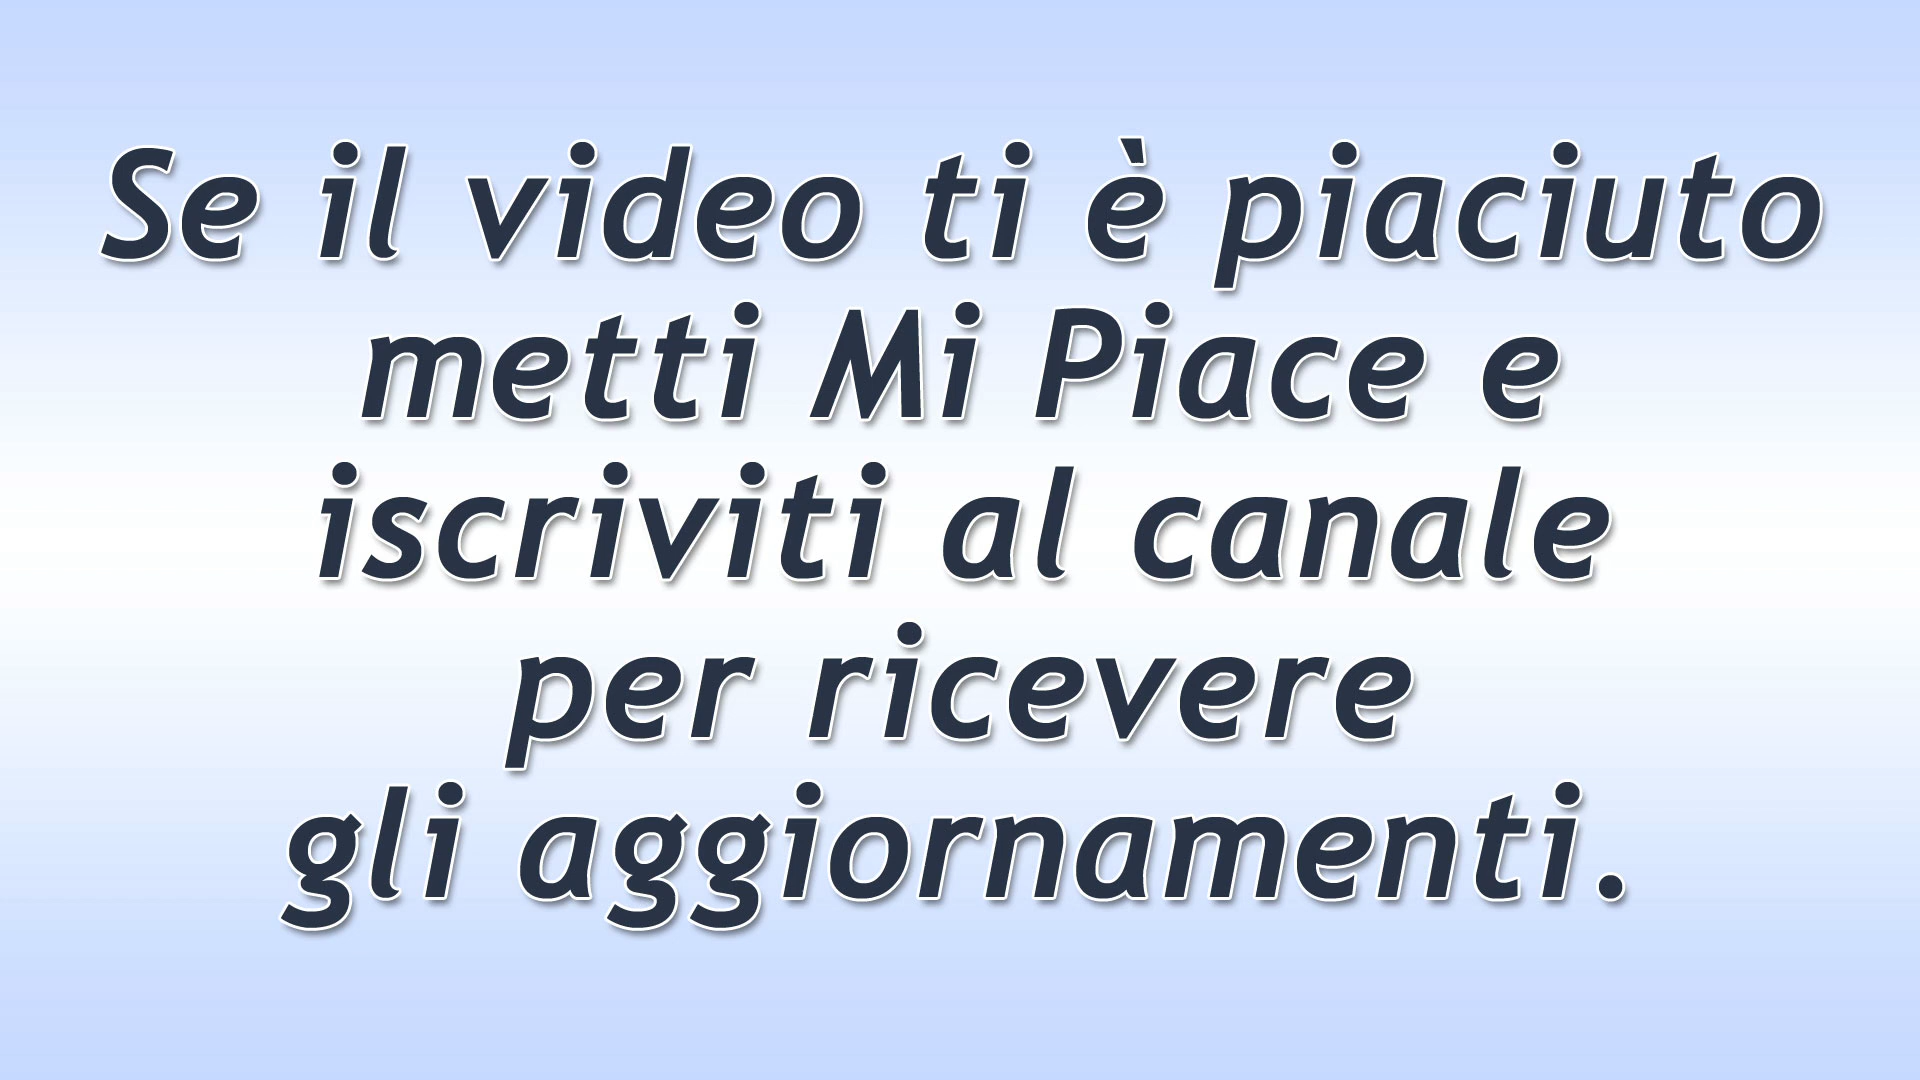 Se il video ti è piaciuto
metti Mi Piace e
iscriviti al canale
per ricevere
gli aggiornamenti.